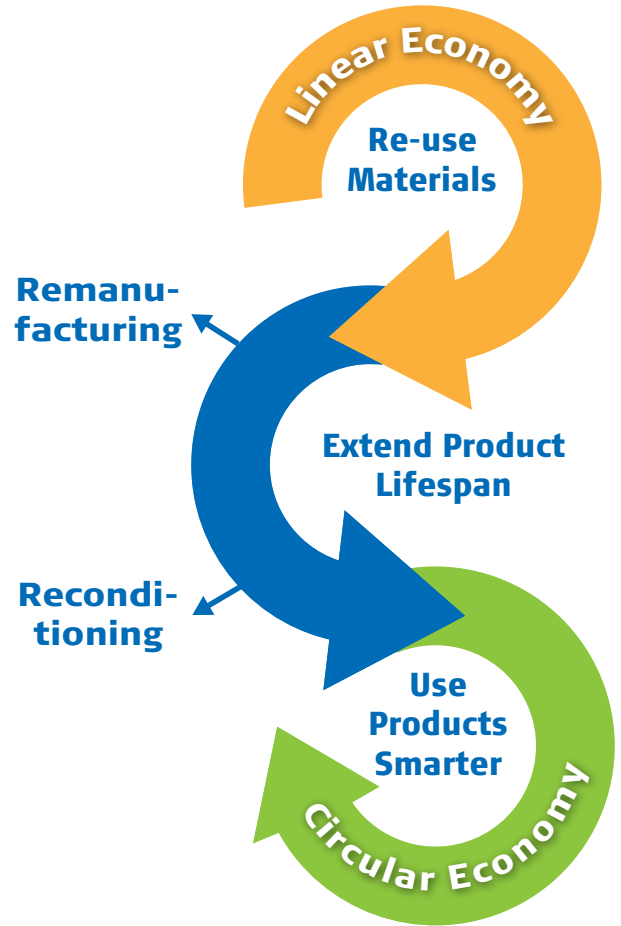 Linear Economy
Re-use
Materials
Remanu-
facturing
Extend Product
Lifespan
Recondi-
tioning
Use
Products
Smarter
Circular Economy